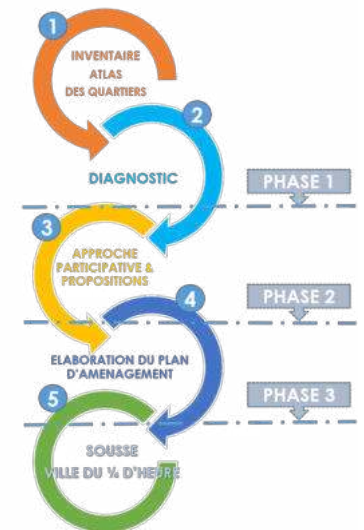 1
INVENTAIRE
ATLAS
DES QUARTIERS
2
DIAGNOSTIC
PHASE 1
3
APPROCHE
PARTICIPATIVE &
PROPOSITIONS
4
PHASE 2
ELABORATION DU PLAN
D'AMENAGEMENT
5
PHASE 3
SOUSSE
VILLE DU ¼ D'HEURE